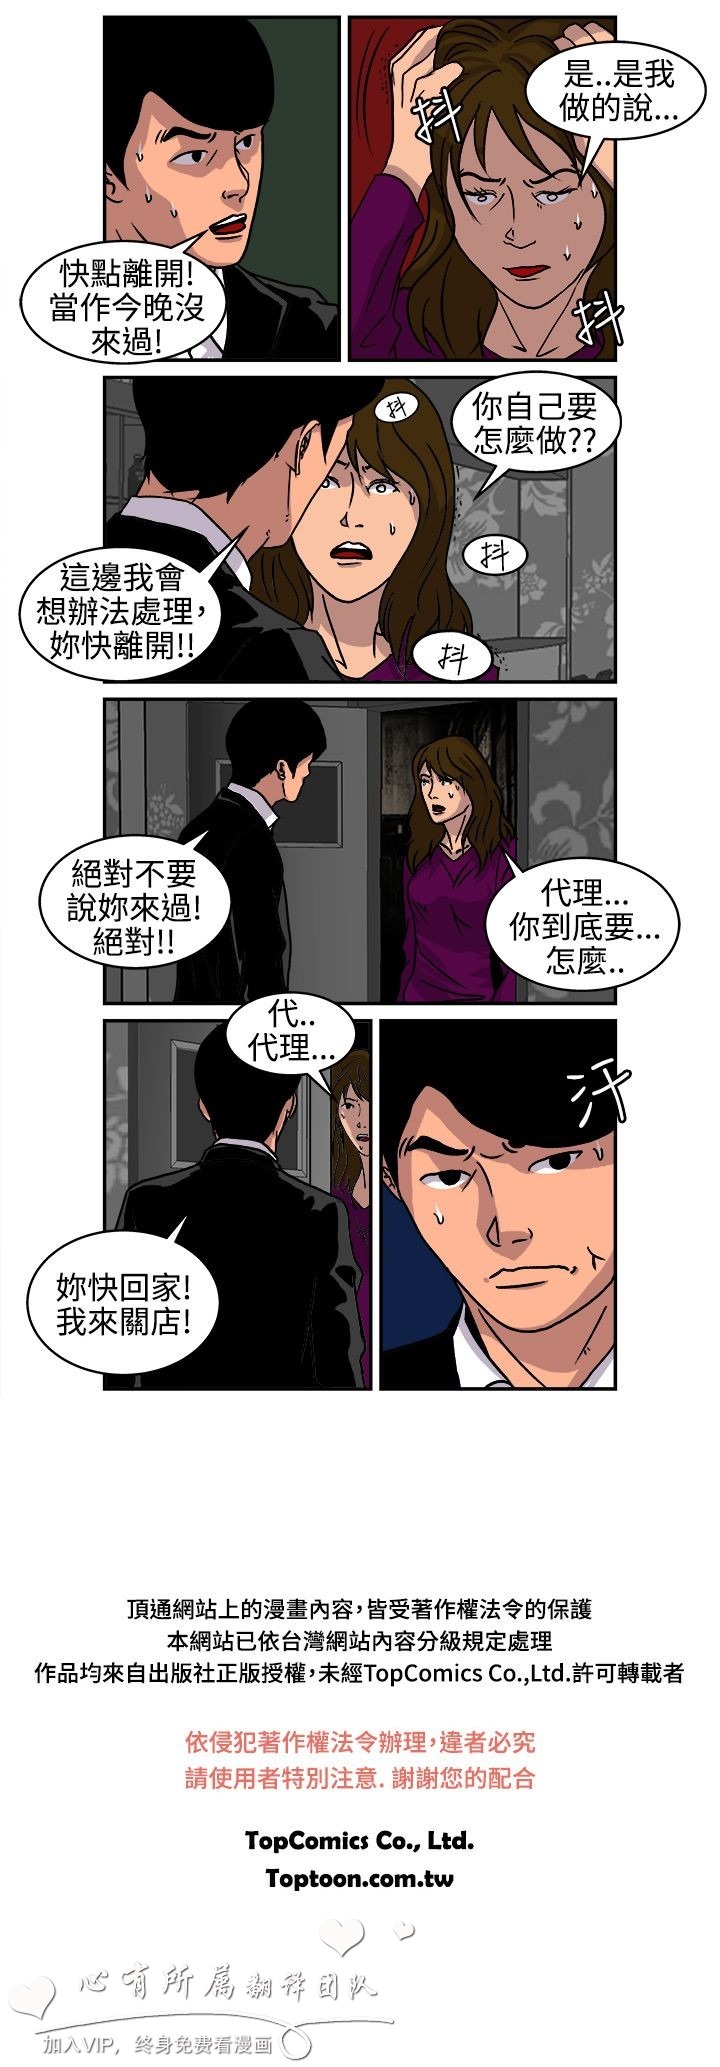 快點離開!
當作今晚沒
來過!
是..是我
做的說...
抖
抖
抖
你自己要
怎麼做??
抖
這邊我會
想辦法處理,
妳快離開!!
抖
絕對不要
說妳來過!
絕對!!
代理...
你到底要...
怎麼..
代..
代理...
汗
妳快回家!
我來關店!
頂通網站上的漫畫內容,皆受著作權法令的保護
本網站已依台灣網站內容分級規定處理
作品均來自出版社正版授權,未經TopComics Co.,Ltd.許可轉載者
依侵犯著作權法令辦理,違者必究
請使用者特別注意. 謝謝您的配合
TopComics Co., Ltd.
Toptoon.com.tw
心有所属翻译团队
加入VIP，终身免费看漫画